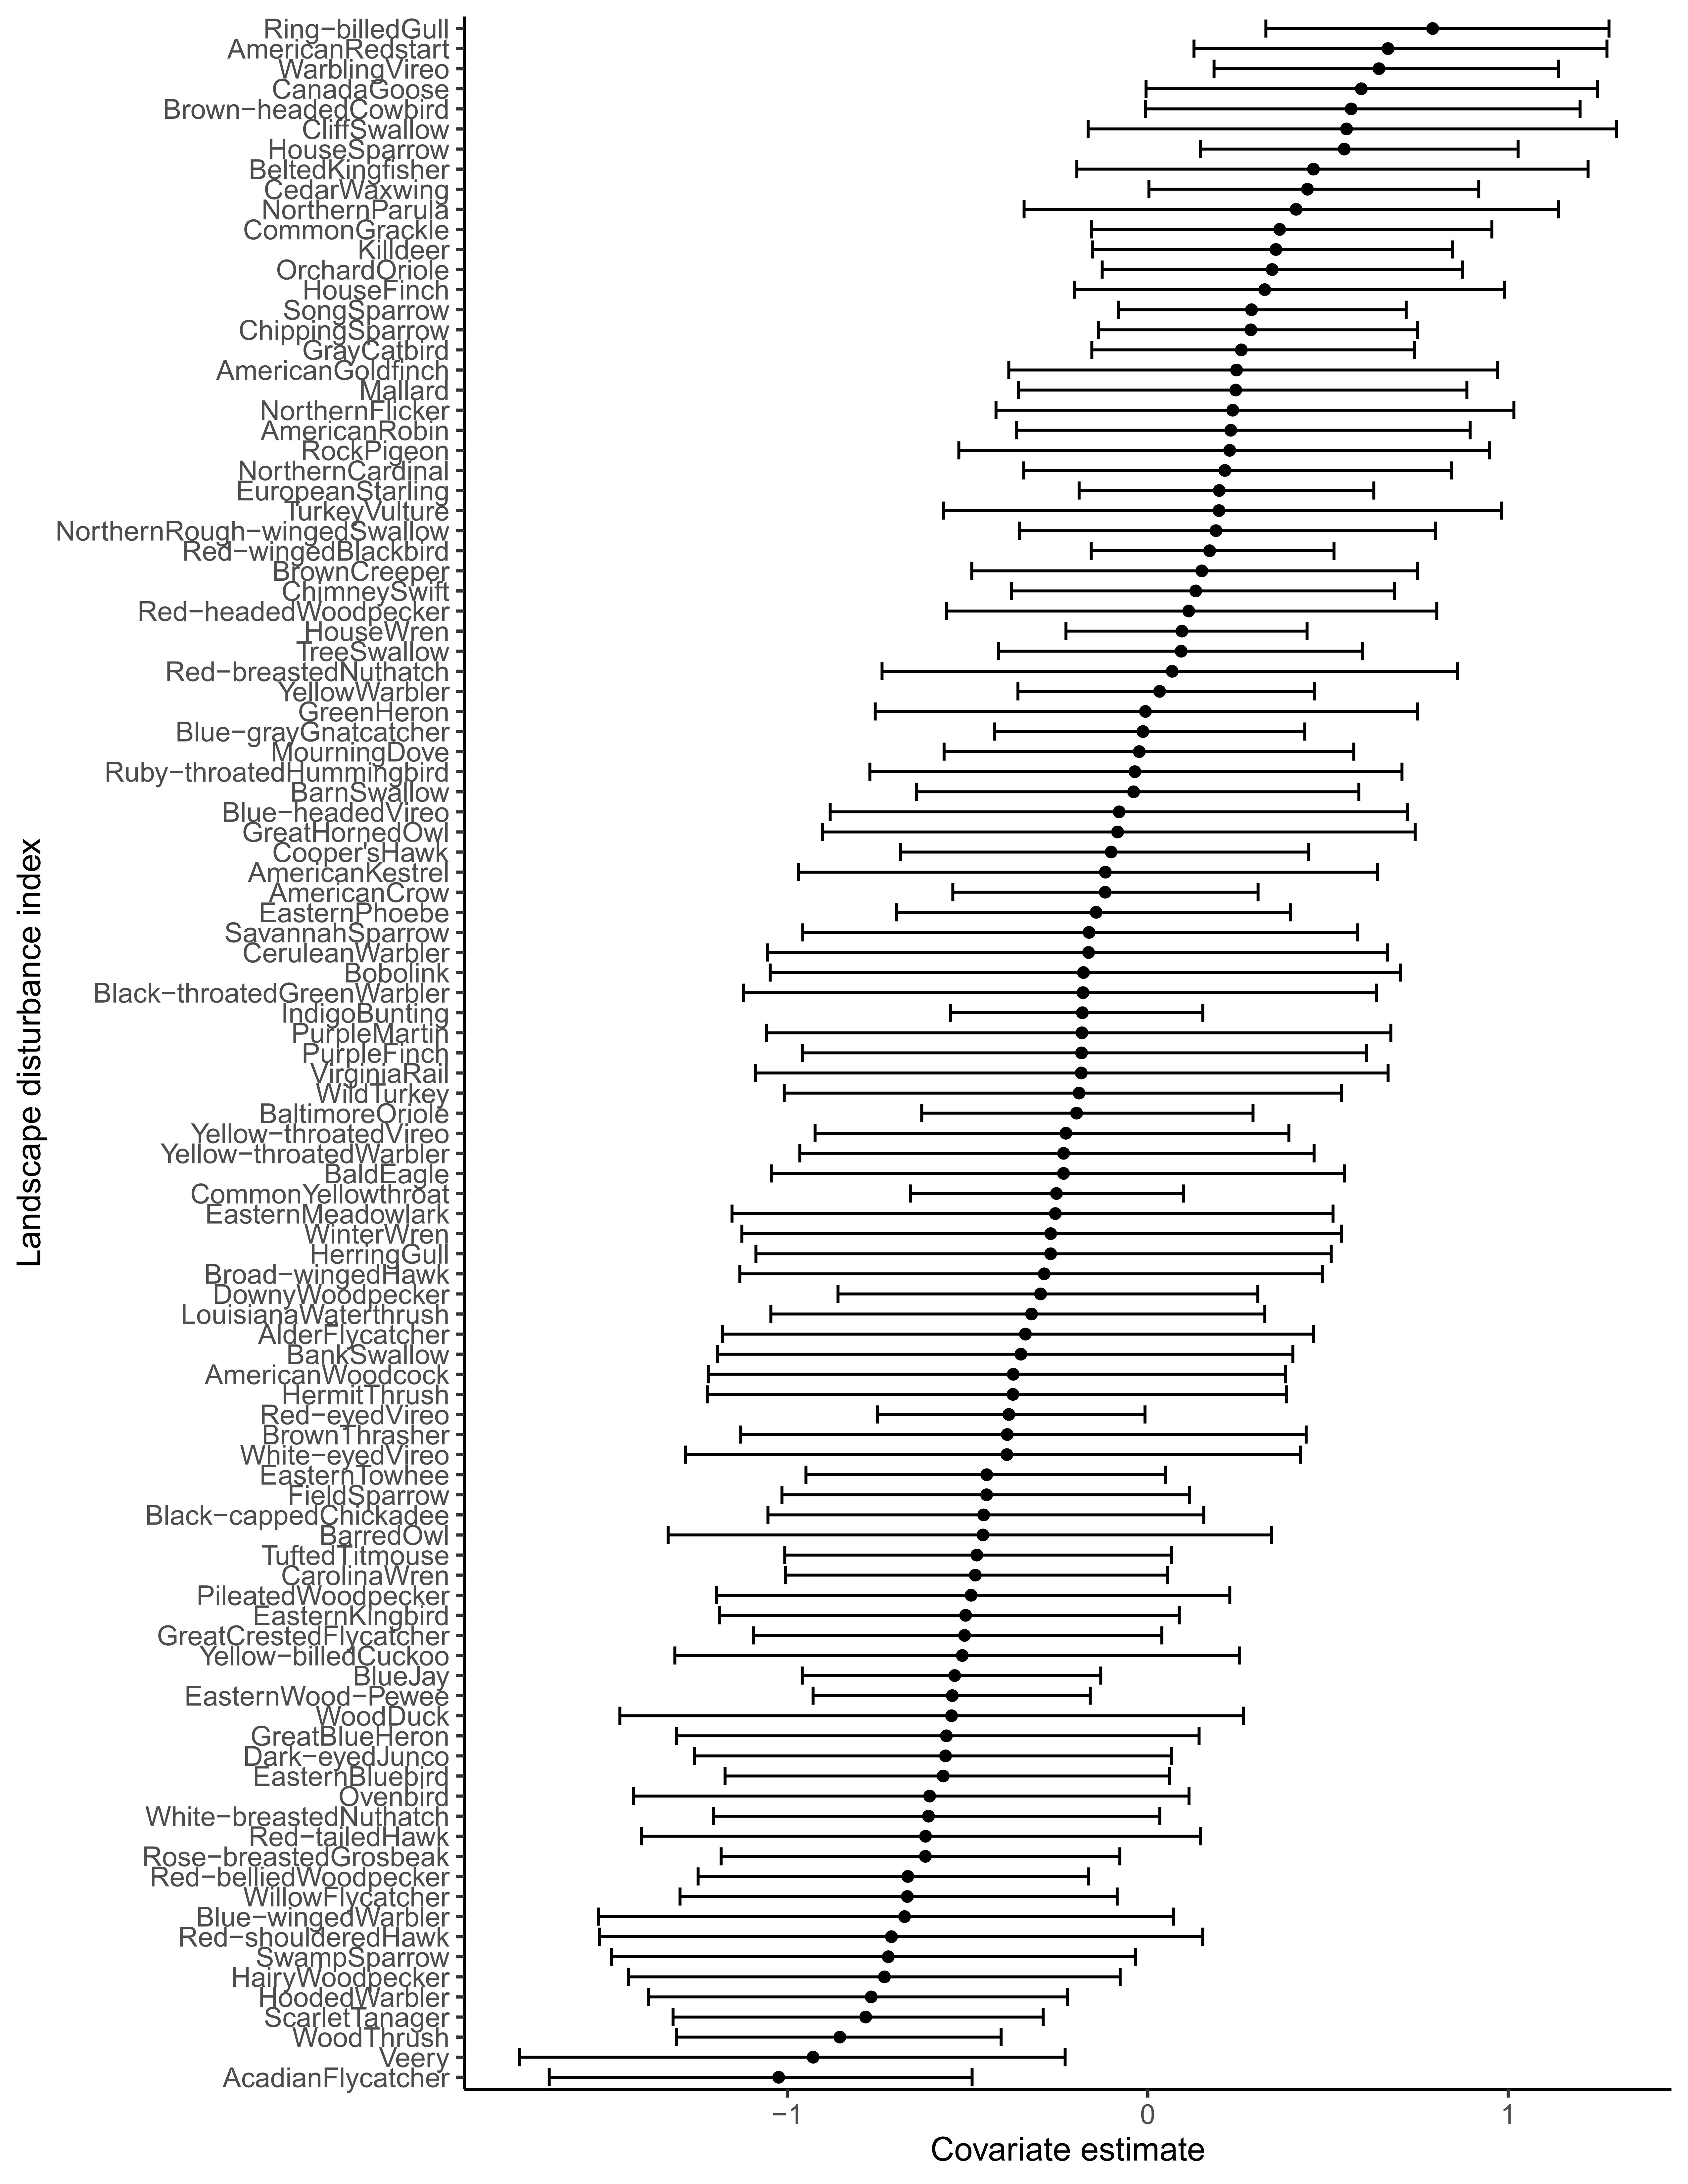 Ring−billedGull
AmericanRedstart
WarblingVireo
CanadaGoose
Brown−headedCowbird
CliffSwallow
HouseSparrow
BeltedKingfisher
CedarWaxwing
NorthernParula
CommonGrackle
Killdeer
OrchardOriole
HouseFinch
SongSparrow
ChippingSparrow
GrayCatbird
AmericanGoldfinch
Mallard
NorthernFlicker
AmericanRobin
RockPigeon
NorthernCardinal
EuropeanStarling
TurkeyVulture
NorthernRough−wingedSwallow
Red−wingedBlackbird
BrownCreeper
ChimneySwift
Red−headedWoodpecker
HouseWren
TreeSwallow
Red−breastedNuthatch
YellowWarbler
GreenHeron
Blue−grayGnatcatcher
MourningDove
Ruby−throatedHummingbird
BarnSwallow
Blue−headedVireo
GreatHornedOwl
Cooper'sHawk
AmericanKestrel
AmericanCrow
EasternPhoebe
SavannahSparrow
CeruleanWarbler
Bobolink
Black−throatedGreenWarbler
IndigoBunting
PurpleMartin
PurpleFinch
VirginiaRail
WildTurkey
BaltimoreOriole
Yellow−throatedVireo
Yellow−throatedWarbler
BaldEagle
CommonYellowthroat
EasternMeadowlark
WinterWren
HerringGull
Broad−wingedHawk
DownyWoodpecker
LouisianaWaterthrush
AlderFlycatcher
BankSwallow
AmericanWoodcock
HermitThrush
Red−eyedVireo
BrownThrasher
White−eyedVireo
EasternTowhee
FieldSparrow
Black−cappedChickadee
BarredOwl
TuftedTitmouse
CarolinaWren
PileatedWoodpecker
EasternKingbird
GreatCrestedFlycatcher
Yellow−billedCuckoo
BlueJay
EasternWood−Pewee
WoodDuck
GreatBlueHeron
Dark−eyedJunco
EasternBluebird
Ovenbird
White−breastedNuthatch
Red−tailedHawk
Rose−breastedGrosbeak
Red−belliedWoodpecker
WillowFlycatcher
Blue−wingedWarbler
Red−shoulderedHawk
SwampSparrow
HairyWoodpecker
HoodedWarbler
ScarletTanager
WoodThrush
Veery
AcadianFlycatcher
Landscape disturbance index
−1 0 1
Covariate estimate